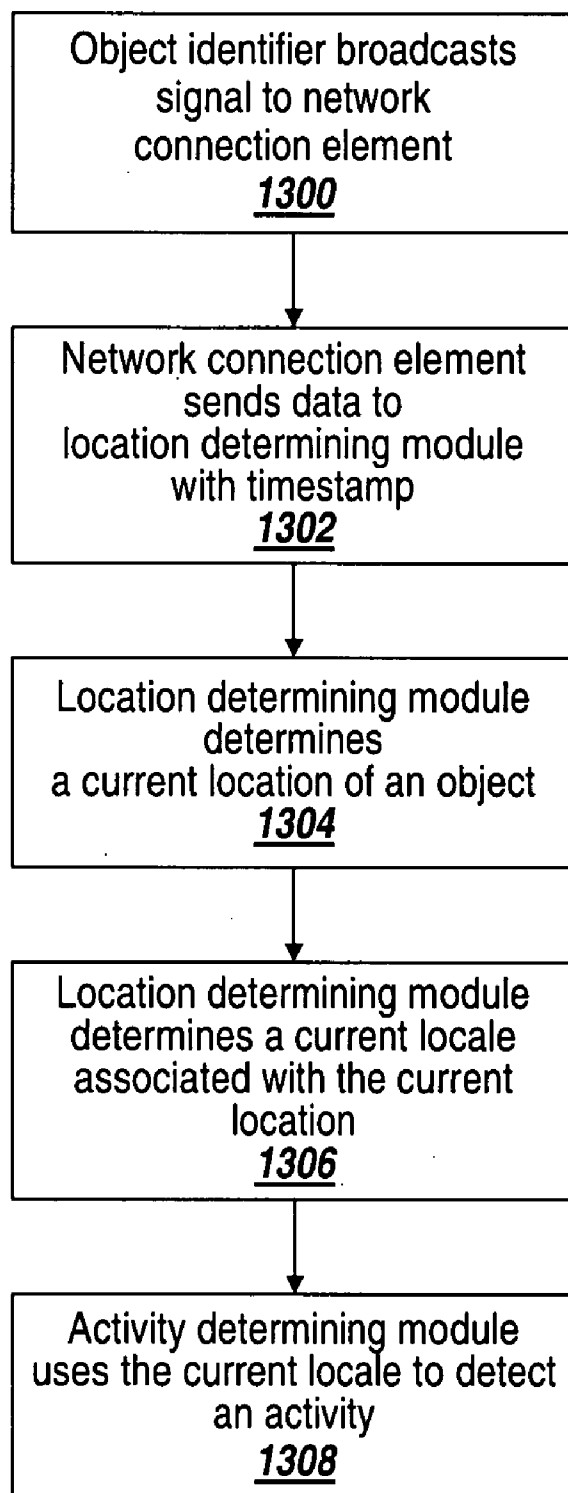 Object identifier broadcasts
signal to network
connection element
1300
Network connection element
sends data to
location determining module
with timestamp
1302
Location determining module
determines
a current location of an object
1304
Location determining module
determines a current locale
associated with the current
location
1306
Activity determining module
uses the current locale to detect
an activity
1308